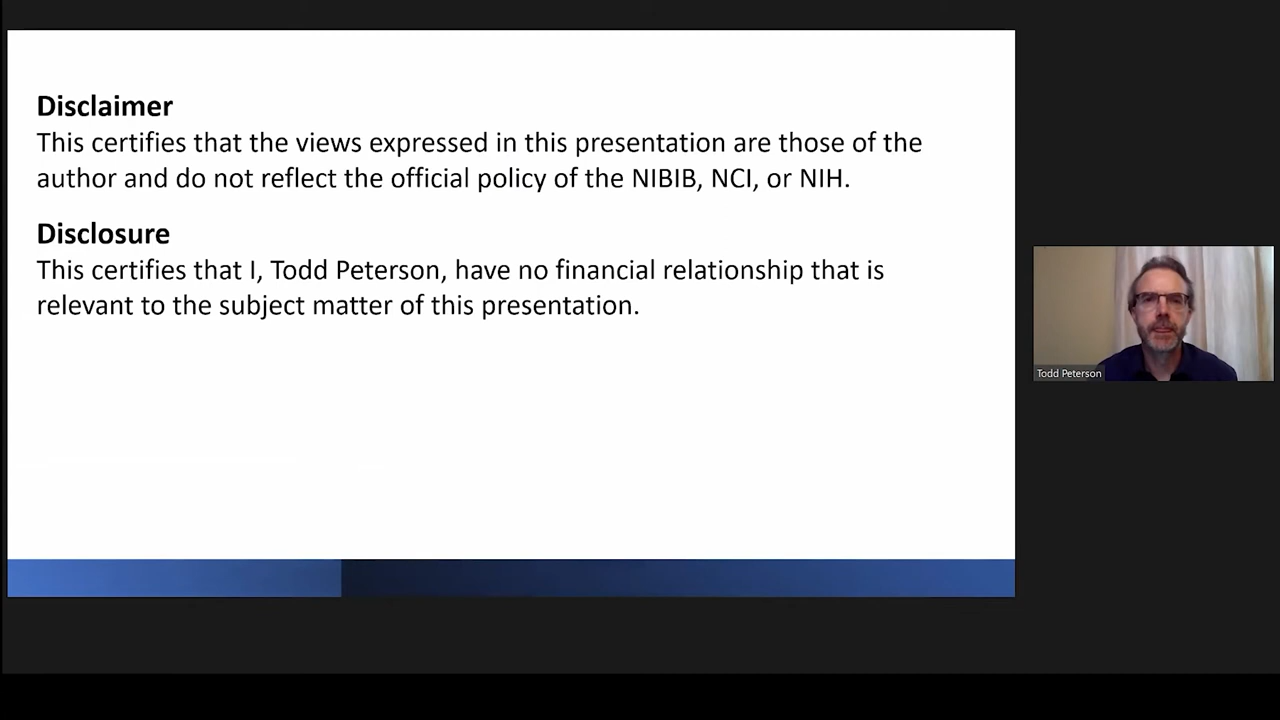 Disclaimer
This certifies that the views expressed in this presentation are those of the
author and do not reflect the official policy of the NIBIB, NCI, or NIH.
Disclosure
This certifies that I, Todd Peterson, have no financial relationship that is
relevant to the subject matter of this presentation.
Todd Peterson